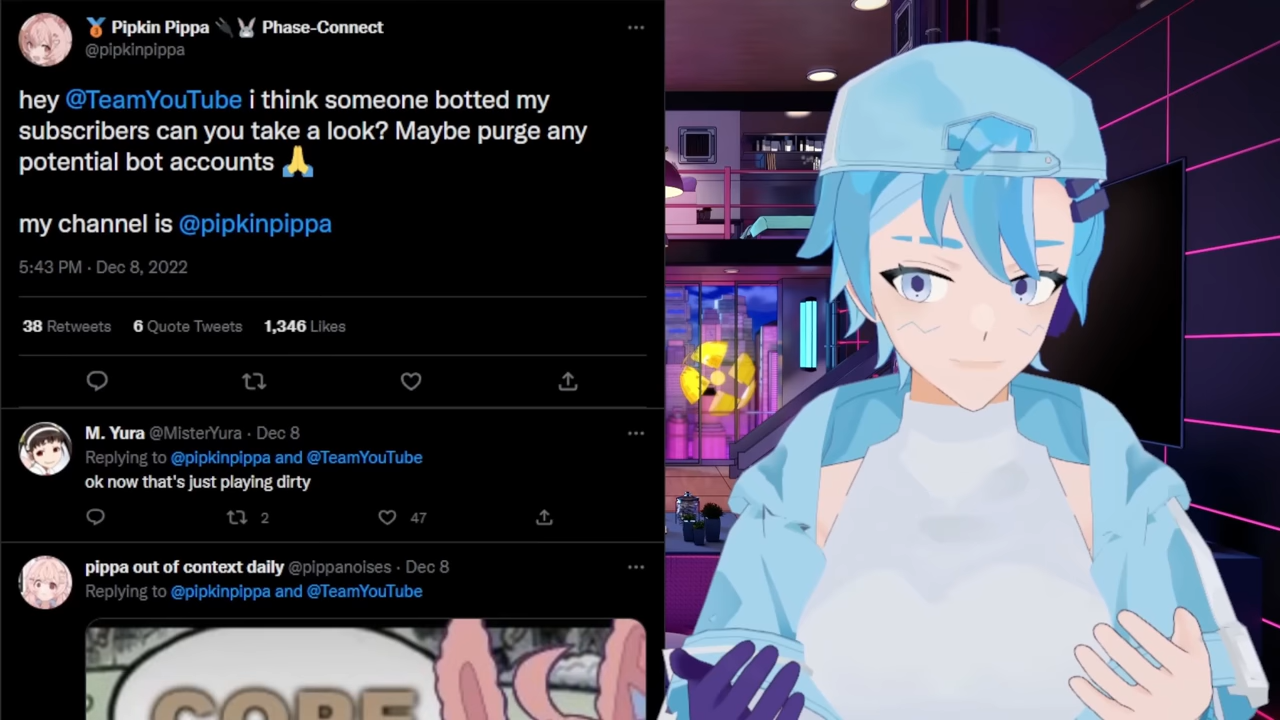 🥉 Pipkin Pippa 🔌🐰 Phase-Connect
@pipkinpippa
hey @TeamYouTube i think someone botted my
subscribers can you take a look? Maybe purge any
potential bot accounts 🙏
my channel is @pipkinpippa
5:43 PM · Dec 8, 2022
38 Retweets 6 Quote Tweets 1,346 Likes
M. Yura @MisterYura · Dec 8
Replying to @pipkinpippa and @TeamYouTube
ok now that's just playing dirty
2 47
pippa out of context daily @pippanoises · Dec 8
Replying to @pipkinpippa and @TeamYouTube
COPE